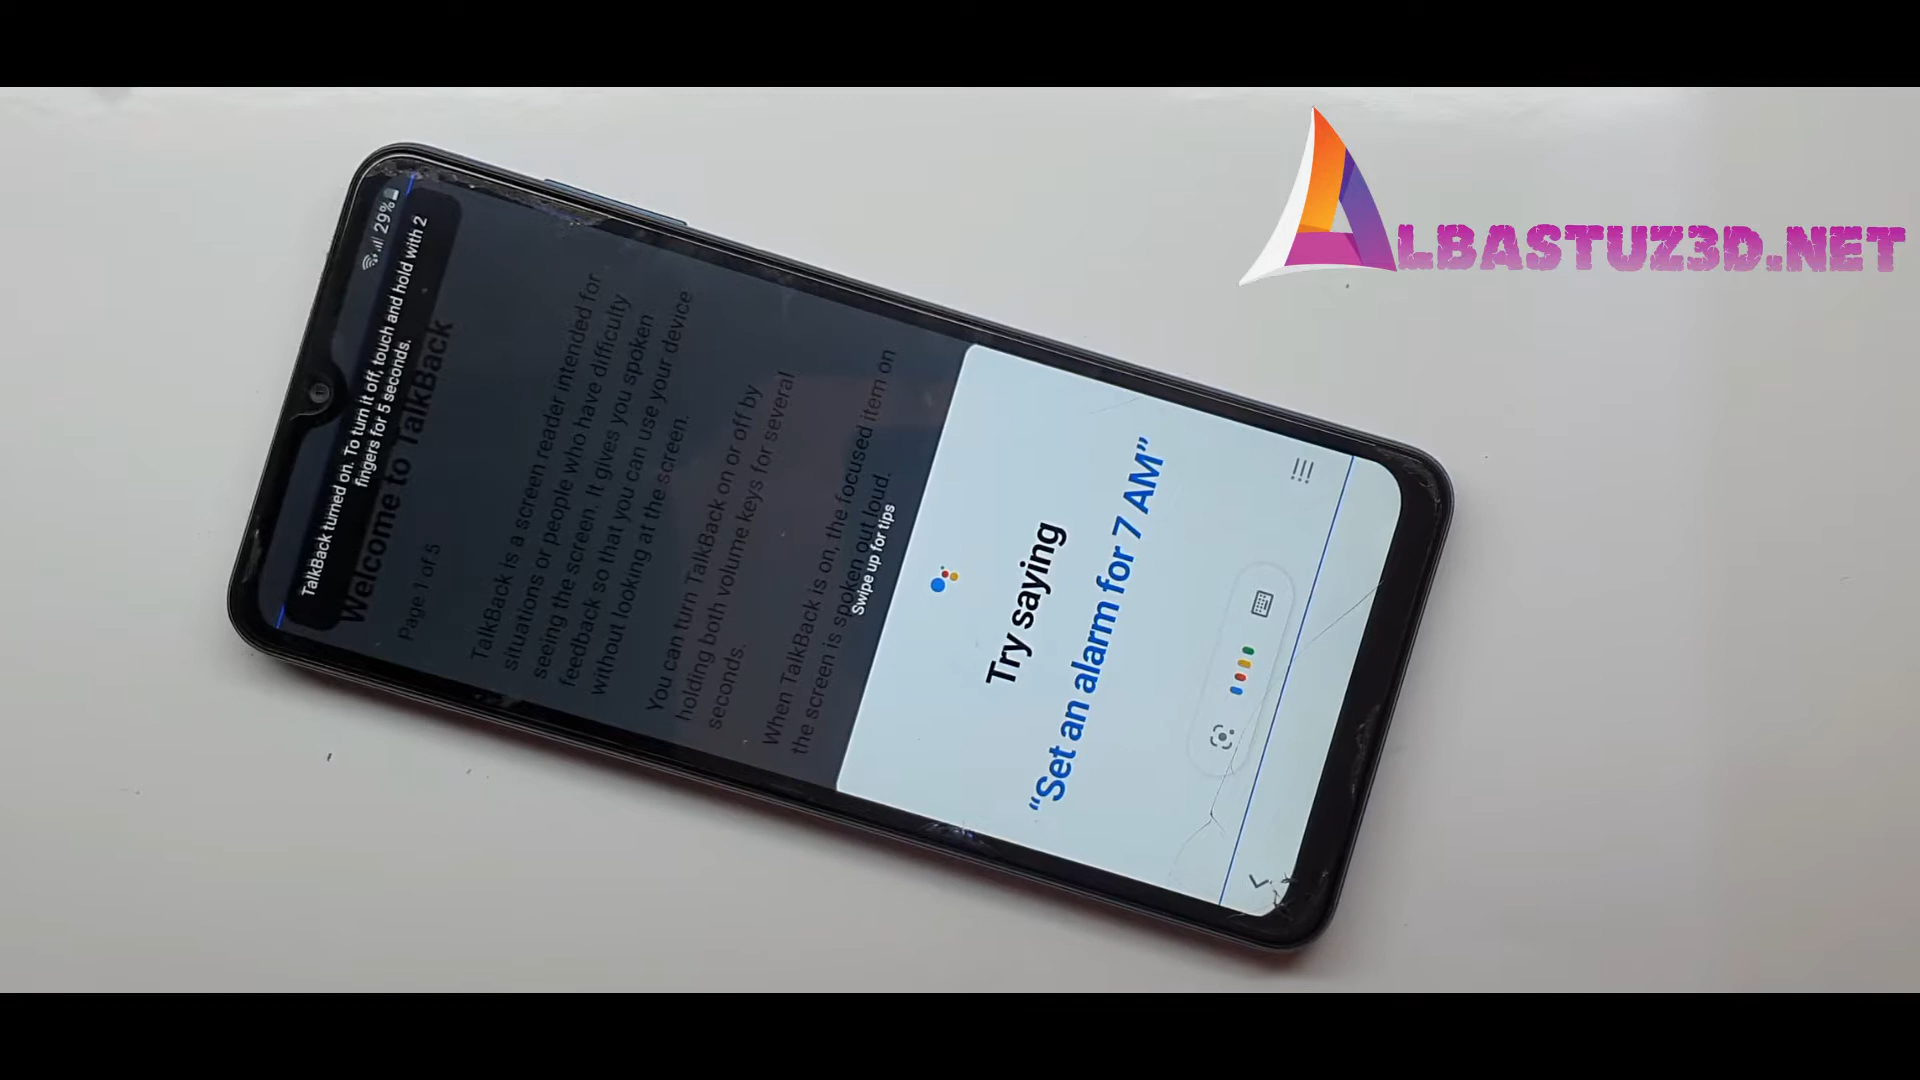 29%
TalkBack turned on. To turn it off, touch and hold with 2
fingers for 5 seconds.
Welcome to TalkBack
Page 1 of 5
TalkBack is a screen reader intended for
situations or people who have difficulty
seeing the screen. It gives you spoken
feedback so that you can use your device
without looking at the screen.
You can turn TalkBack on or off by
holding both volume keys for several
seconds.
When TalkBack is on, the focused item on
the screen is spoken out loud.
Swipe up for tips
Try saying
“Set an alarm for 7 AM”
ALBASTUZ3D.NET